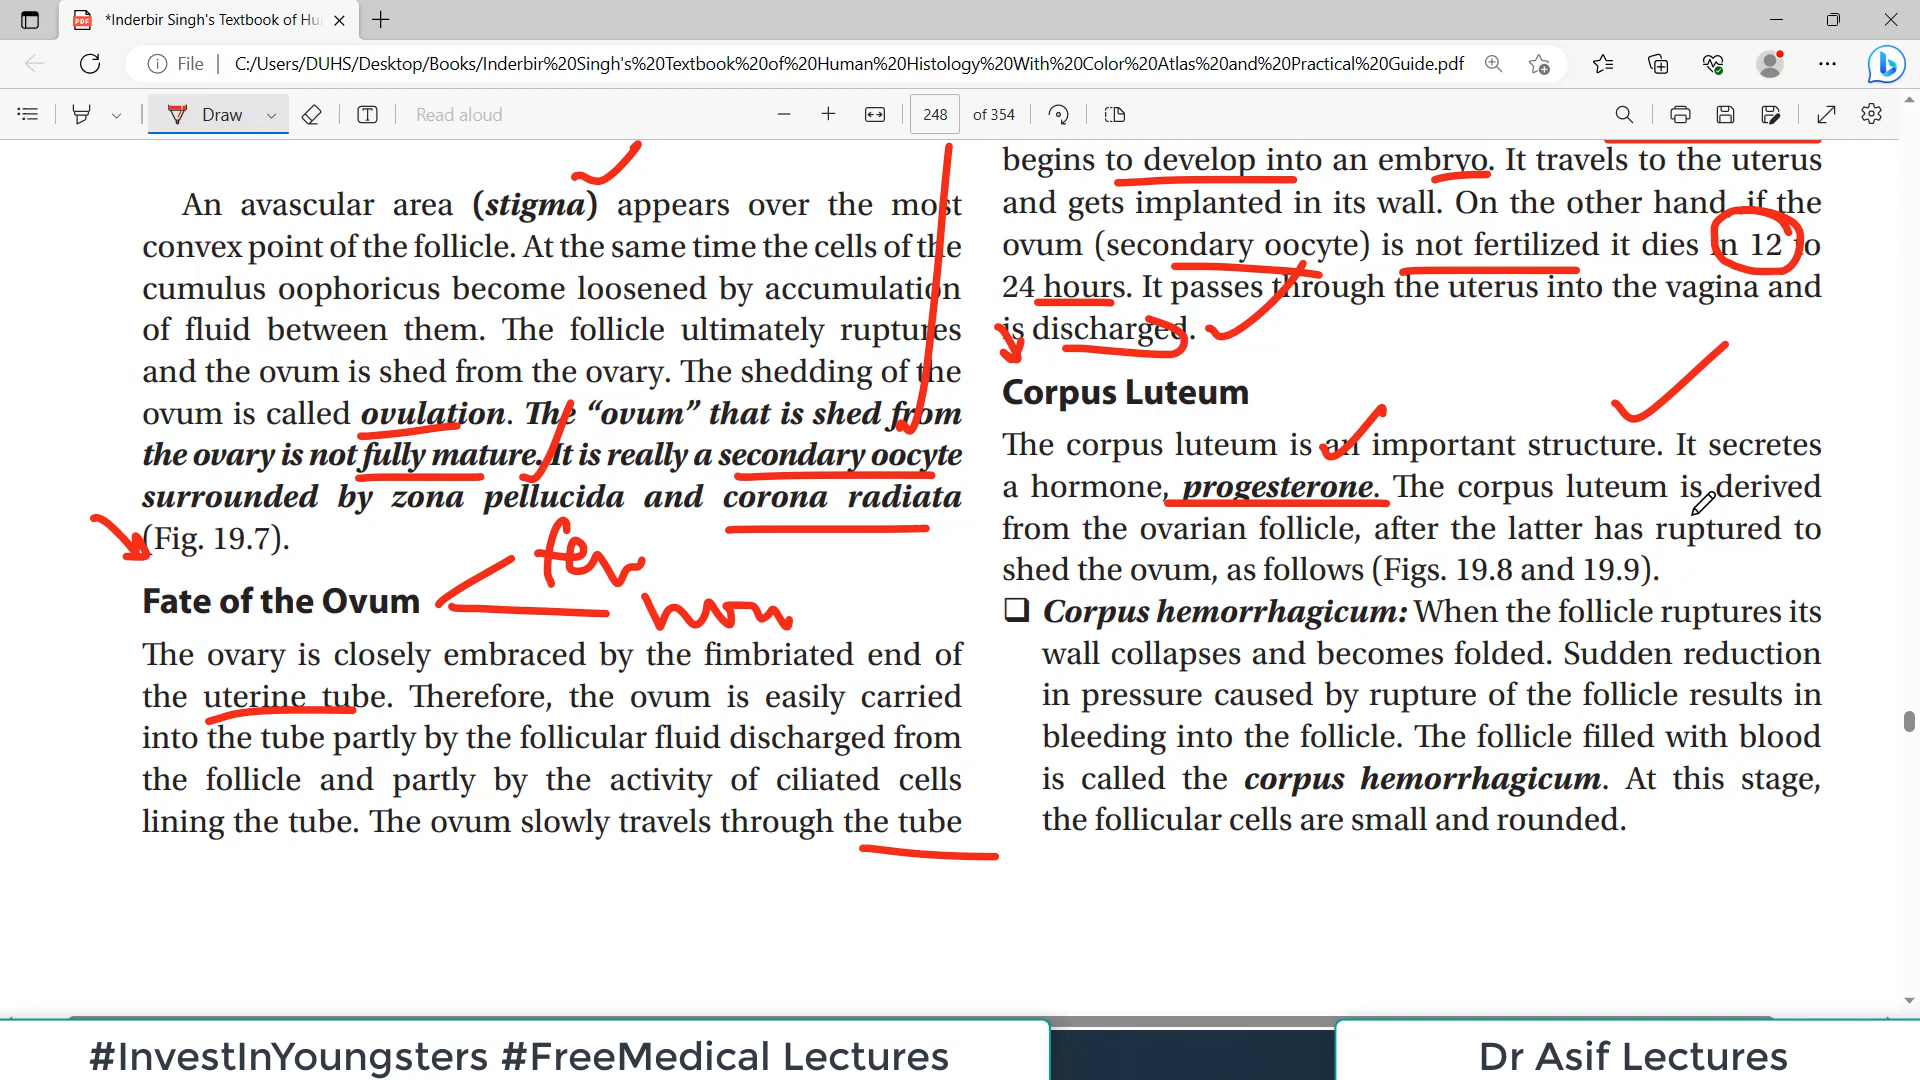 *Inderbir Singh's Textbook of Hu
File
C:/Users/DUHS/Desktop/Books/Inderbir%20Singh's%20Textbook%20of%20Human%20Histology%20With%20Color%20Atlas%20and%20Practical%20Guide.pdf
Draw
Read aloud
248 of 354
An avascular area (stigma) appears over the most
convex point of the follicle. At the same time the cells of the
cumulus oophoricus become loosened by accumulation
of fluid between them. The follicle ultimately ruptures
and the ovum is shed from the ovary. The shedding of the
ovum is called ovulation. The “ovum” that is shed from
the ovary is not fully mature. It is really a secondary oocyte
surrounded by zona pellucida and corona radiata
(Fig. 19.7).
Fate of the Ovum
The ovary is closely embraced by the fimbriated end of
the uterine tube. Therefore, the ovum is easily carried
into the tube partly by the follicular fluid discharged from
the follicle and partly by the activity of ciliated cells
lining the tube. The ovum slowly travels through the tube
begins to develop into an embryo. It travels to the uterus
and gets implanted in its wall. On the other hand, if the
ovum (secondary oocyte) is not fertilized it dies in 12 to
24 hours. It passes through the uterus into the vagina and
is discharged.
Corpus Luteum
The corpus luteum is an important structure. It secretes
a hormone, progesterone. The corpus luteum is derived
from the ovarian follicle, after the latter has ruptured to
shed the ovum, as follows (Figs. 19.8 and 19.9).
❑ Corpus hemorrhagicum: When the follicle ruptures its
wall collapses and becomes folded. Sudden reduction
in pressure caused by rupture of the follicle results in
bleeding into the follicle. The follicle filled with blood
is called the corpus hemorrhagicum. At this stage,
the follicular cells are small and rounded.
#InvestInYoungsters #FreeMedical Lectures
Dr Asif Lectures